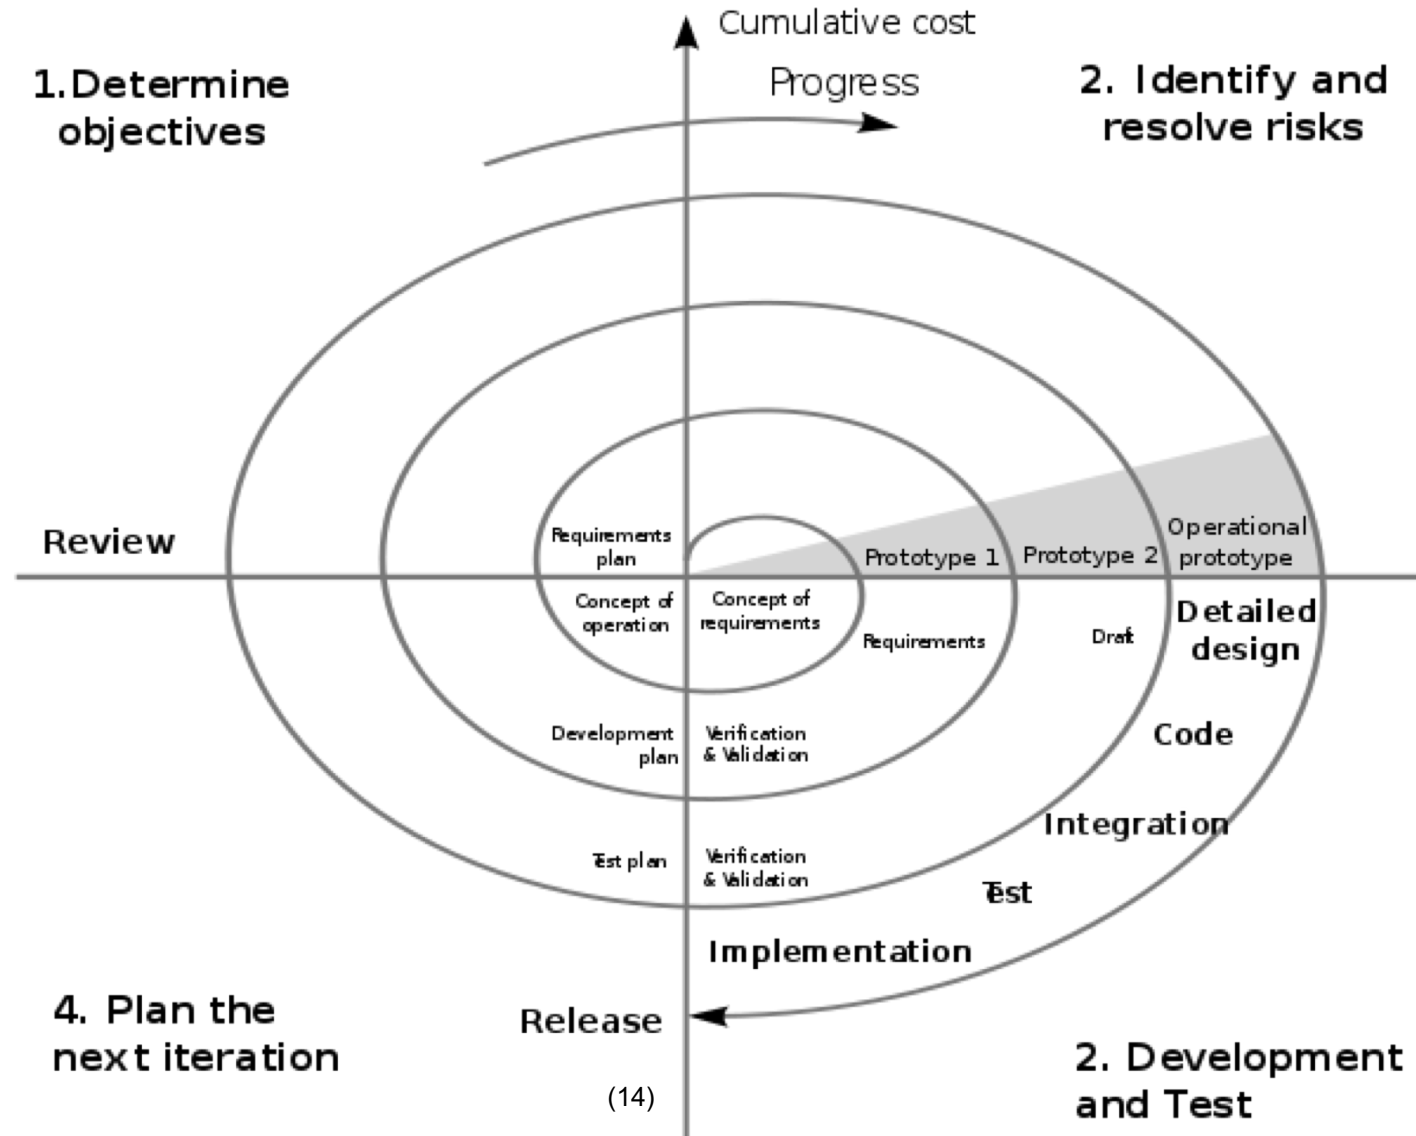 Cumulative cost
Progress
1.Determine
objectives
2. Identify and
resolve risks
Review
Requirements
plan
Prototype 1
Prototype 2
Operational
prototype
Concept of
operation
Concept of
requirements
Requirements
Draft
Detailed
design
Development
plan
Verification
& Validation
Code
Integration
Test plan
Verification
& Validation
Test
Implementation
Release
4. Plan the
next iteration
2. Development
and Test
(14)